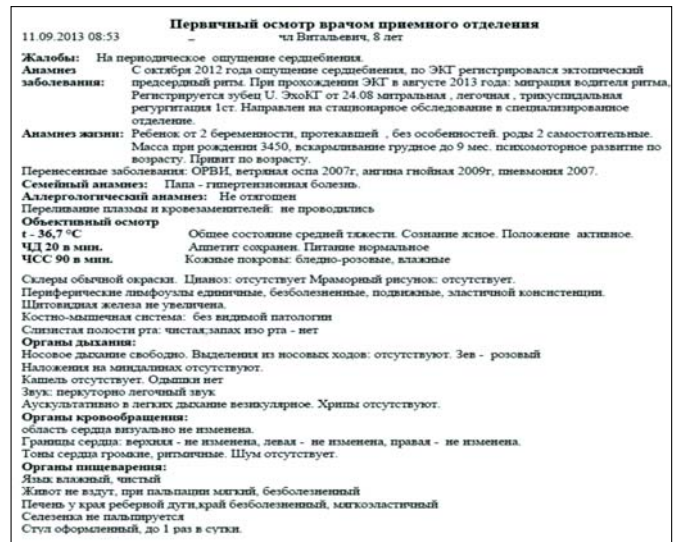 Первичный осмотр врачом приемного отделения
11.09.2013 08:53 чл Витальевич, 8 лет
Жалобы: На периодическое ощущение сердцебиения.
Анамнез С октября 2012 года ощущение сердцебиения, по ЭКГ регистрировался эктопический
заболевания: предсердный ритм. При прохождении ЭКГ в августе 2013 года: миграция водителя ритма,
Регистрируется зубец U. ЭхоКГ от 24.08 митральная , легочная , трикуспидальная
регургитация 1ст. Направлен на стационарное обследование в специализированное
отделение.
Анамнез жизни: Ребенок от 2 беременности, протекавшей , без особенностей. роды 2 самостоятельные.
Масса при рождении 3450, вскармливание грудное до 9 мес. психомоторное развитие по
возрасту. Привит по возрасту.
Перенесенные заболевания: ОРВИ, ветряная оспа 2007г, ангина гнойная 2009г, пневмония 2007.
Семейный анамнез: Папа - гипертензионная болезнь.
Аллергологический анамнез: Не отягощен
Переливание плазмы и кровезаменителей: не проводились
Объективный осмотр
t - 36,7 °C Общее состояние средней тяжести. Сознание ясное. Положение активное.
ЧД 20 в мин. Аппетит сохранен. Питание нормальное
ЧСС 90 в мин. Кожные покровы: бледно-розовые, влажные
Склеры обычной окраски. Цианоз: отсутствует Мраморный рисунок: отсутствует.
Периферические лимфоузлы единичные, безболезненные, подвижные, эластичной консистенции.
Щитовидная железа не увеличена.
Костно-мышечная система: без видимой патологии
Слизистая полости рта: чистая;запах изо рта - нет
Органы дыхания:
Носовое дыхание свободно. Выделения из носовых ходов: отсутствуют. Зев - розовый
Наложения на миндалинах отсутствуют.
Кашель отсутствует. Одышки нет
Звук: перкуторно легочный звук
Аускультативно в легких дыхание везикулярное. Хрипы отсутствуют.
Органы кровообращения:
область сердца визуально не изменена.
Границы сердца: верхняя - не изменена, левая - не изменена, правая - не изменена.
Тоны сердца громкие, ритмичные. Шум отсутствует.
Органы пищеварения:
Язык влажный, чистый
Живот не вздут, при пальпации мягкий, безболезненный
Печень у края реберной дуги,край безболезненный, мягкоэластичный
Селезенка не пальпируется
Стул оформленный, до 1 раз в сутки.